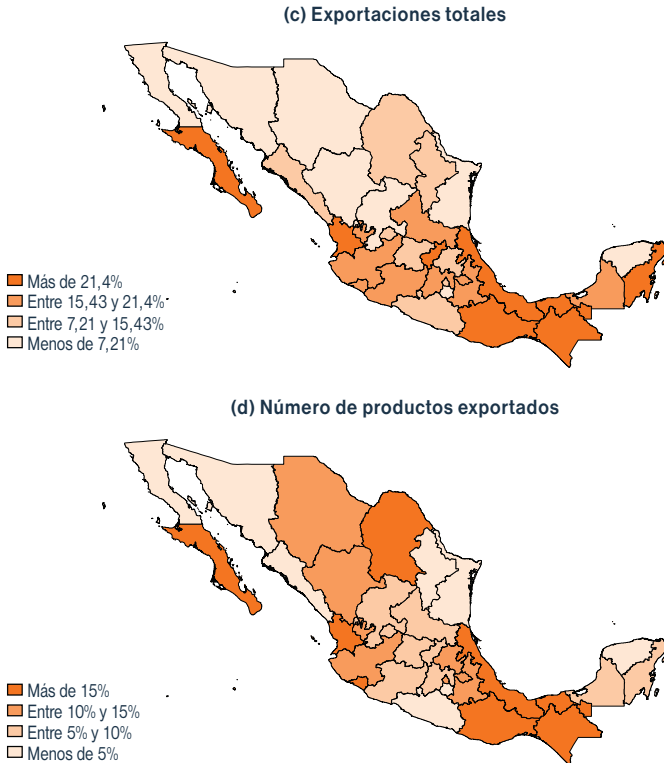 (c) Exportaciones totales
Más de 21,4%
Entre 15,43 y 21,4%
Entre 7,21 y 15,43%
Menos de 7,21%
(d) Número de productos exportados
Más de 15%
Entre 10% y 15%
Entre 5% y 10%
Menos de 5%